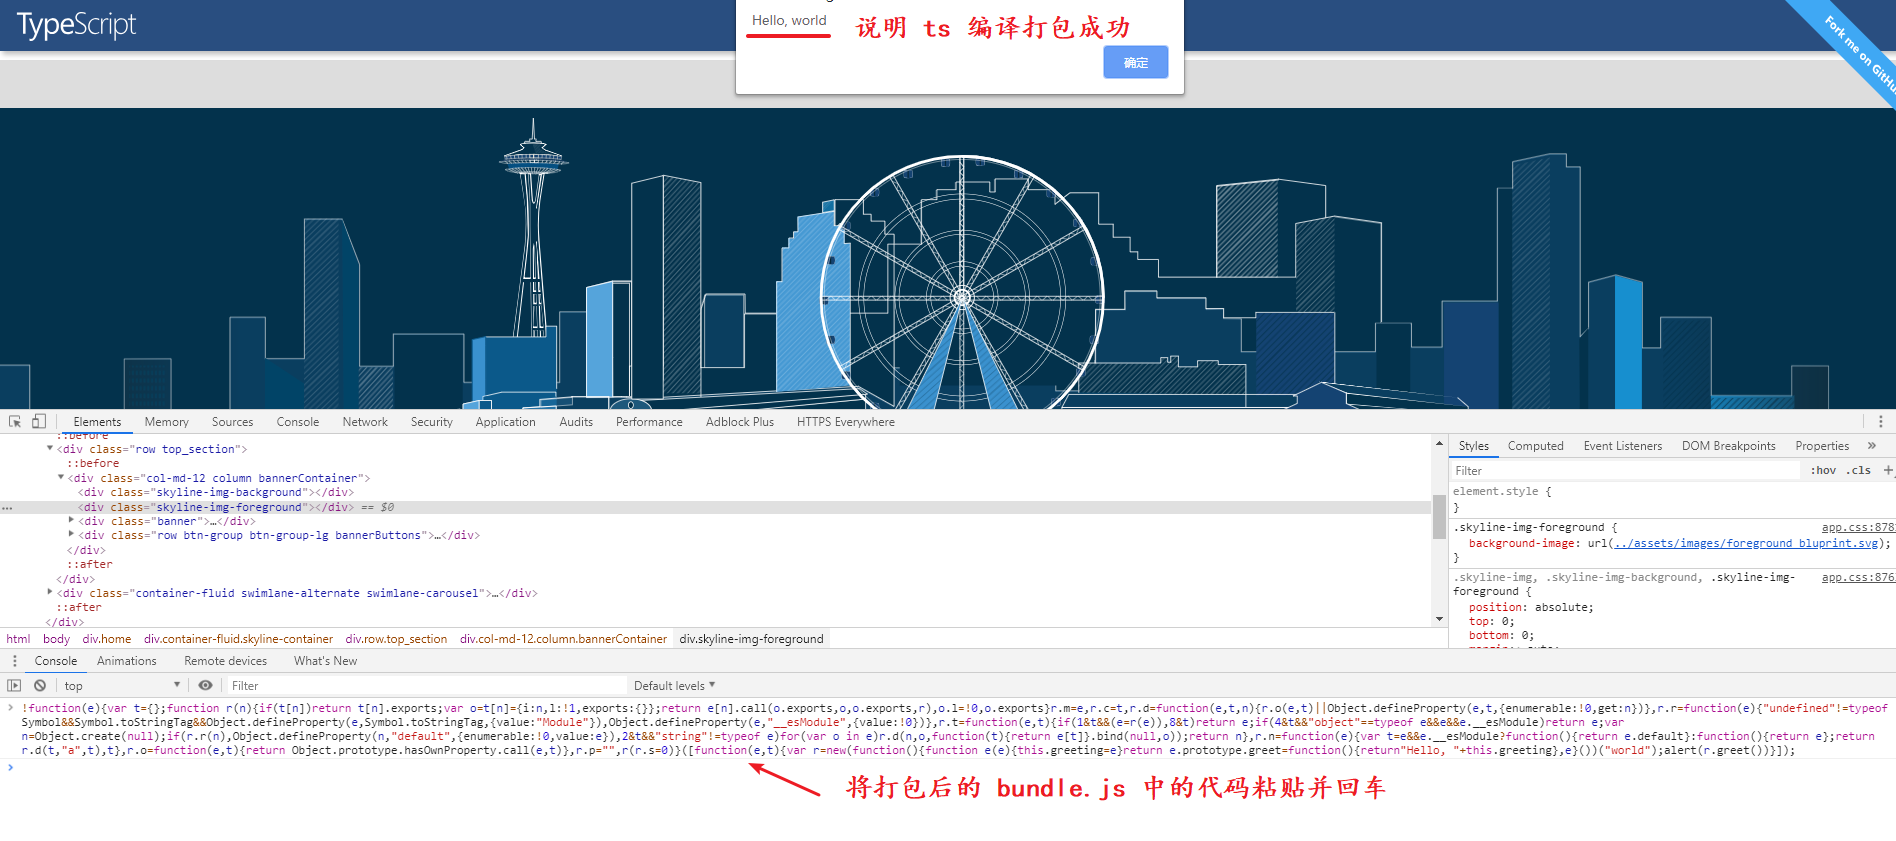 TypeScript
Hello, world
说明 ts 编译打包成功
确定
Fork me on GitHu
Elements Memory Sources Console Network Security Application Audits Performance Adblock Plus HTTPS Everywhere
::before
<div class="row top_section">
::before
<div class="col-md-12 column bannerContainer">
<div class="skyline-img-background"></div>
<div class="skyline-img-foreground"></div> == $0
<div class="banner">…</div>
<div class="row btn-group btn-group-lg bannerButtons">…</div>
</div>
::after
</div>
<div class="container-fluid swimlane-alternate swimlane-carousel">…</div>
::after
</div>
html body div.home div.container-fluid.skyline-container div.row.top_section div.col-md-12.column.bannerContainer div.skyline-img-foreground
Styles Computed Event Listeners DOM Breakpoints Properties »
Filter :hov .cls +
element.style {
}
.skyline-img-foreground { app.css:878
background-image: url(../assets/images/foreground_bluprint.svg);
}
.skyline-img, .skyline-img-background, .skyline-img- app.css:876
foreground {
position: absolute;
top: 0;
bottom: 0;
Console Animations Remote devices What's New
top Filter Default levels
!function(e){var t={};function r(n){if(t[n])return t[n].exports;var o=t[n]={i:n,l:!1,exports:{}};return e[n].call(o.exports,o,o.exports,r),o.l=!0,o.exports}r.m=e,r.c=t,r.d=function(e,t,n){r.o(e,t)||Object.defineProperty(e,t,{enumerable:!0,get:n})},r.r=function(e){"undefined"!=typeof
Symbol&&Symbol.toStringTag&&Object.defineProperty(e,Symbol.toStringTag,{value:"Module"}),Object.defineProperty(e,"__esModule",{value:!0})},r.t=function(e,t){if(1&t&&(e=r(e)),8&t)return e;if(4&t&&"object"==typeof e&&e&&e.__esModule)return e;var
n=Object.create(null);if(r.r(n),Object.defineProperty(n,"default",{enumerable:!0,value:e}),2&t&&"string"!=typeof e)for(var o in e)r.d(n,o,function(t){return e[t]}.bind(null,o));return n},r.n=function(e){var t=e&&e.__esModule?function(){return e.default}:function(){return e};return
r.d(t,"a",t),t},r.o=function(e,t){return Object.prototype.hasOwnProperty.call(e,t)},r.p="",r(r.s=0)}([function(e,t){var r=new(function(){function e(e){this.greeting=e}return e.prototype.greet=function(){return"Hello, "+this.greeting},e}())("world");alert(r.greet())}]);
将打包后的 bundle.js 中的代码粘贴并回车